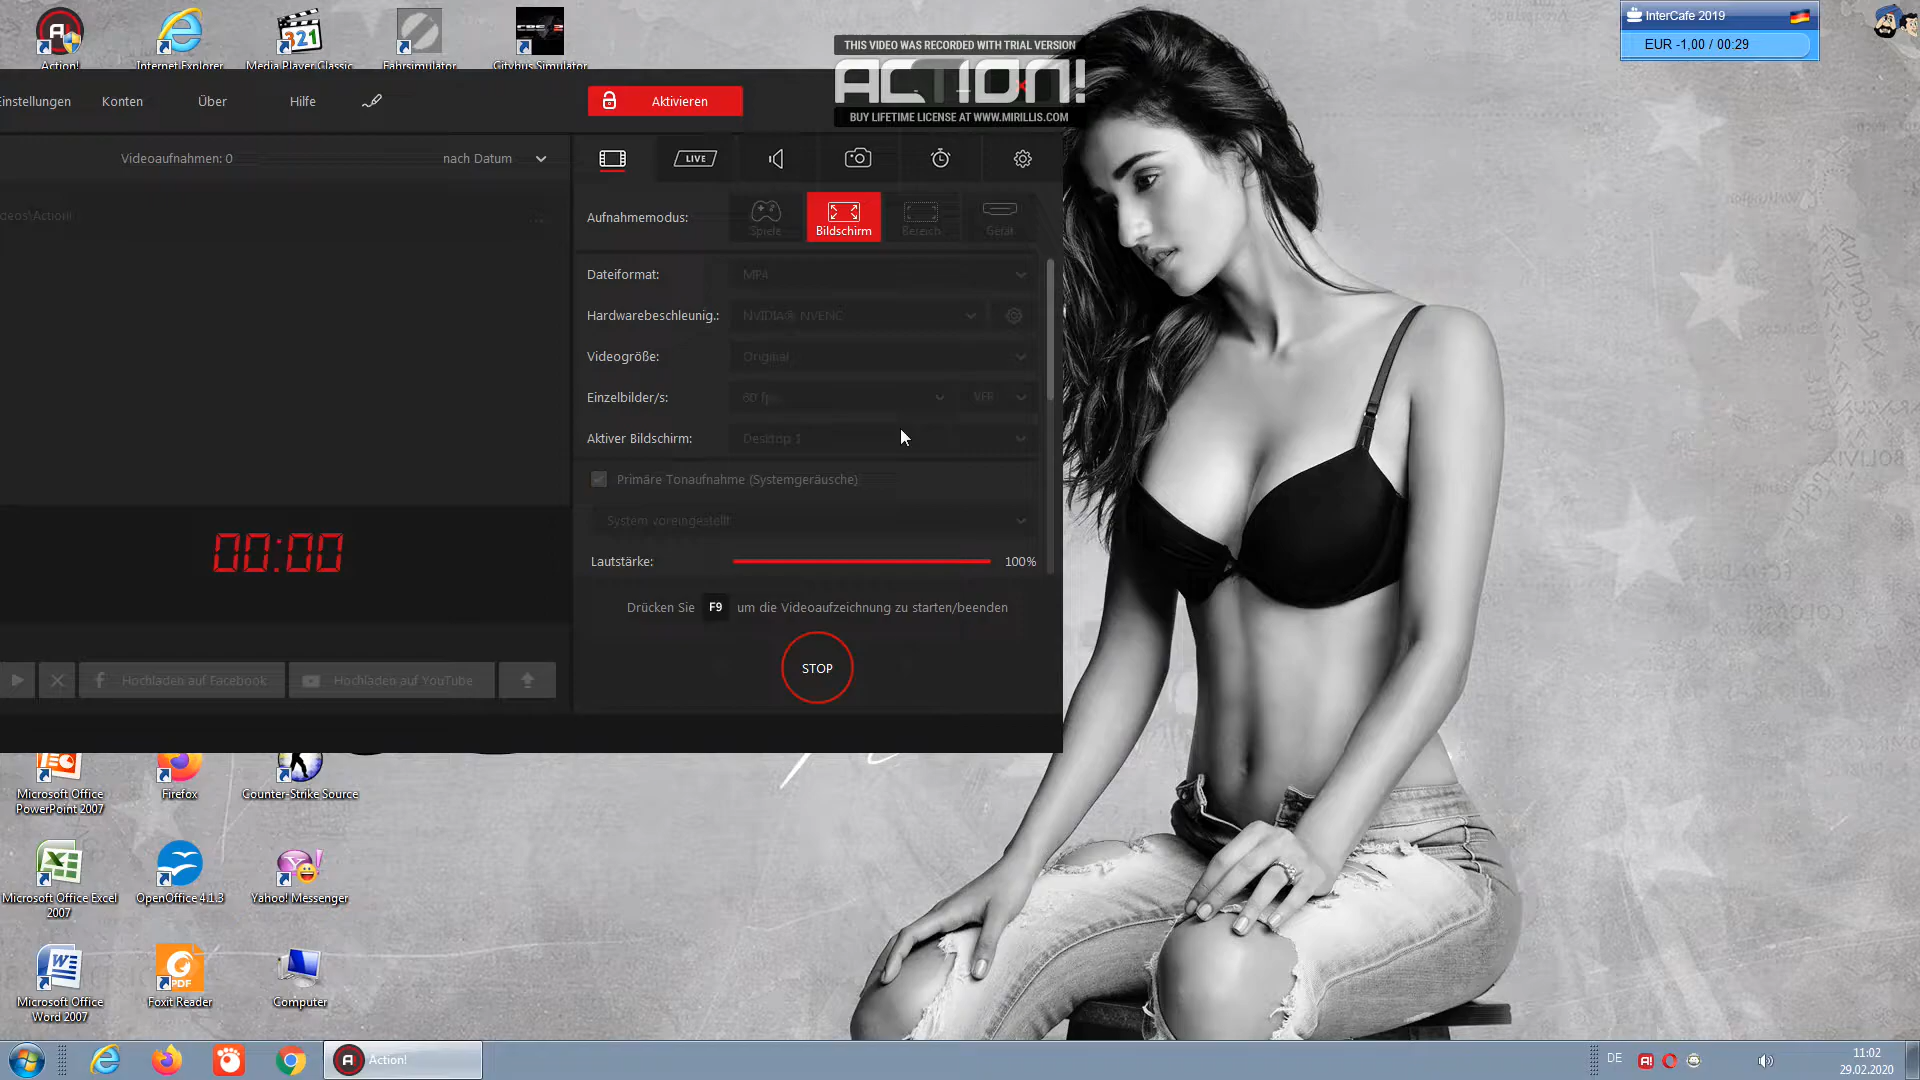 Action!
Internet Explorer
Media Player Classic
Fahrsimulator
Citybus Simulator
THIS VIDEO WAS RECORDED WITH TRIAL VERSION
ACTION!
BUY LIFETIME LICENSE AT WWW.MIRILLIS.COM
InterCafe 2019
EUR -1,00 / 00:29
Einstellungen
Konten
Über
Hilfe
Aktivieren
Videoaufnahmen: 0
nach Datum
LIVE
deos\Action!
Aufnahmemodus:
Spiele
Bildschirm
Bereich
Gerät
Dateiformat:
MP4
Hardwarebeschleunig.:
NVIDIA® NVENC
Videogröße:
Original
Einzelbilder/s:
VFR
Aktiver Bildschirm:
Desktop 1
Primäre Tonaufnahme (Systemgeräusche)
System voreingestellt
Lautstärke:
100%
00:00
Drücken Sie F9 um die Videoaufzeichnung zu starten/beenden
STOP
Hochladen auf Facebook
Hochladen auf YouTube
Microsoft Office
PowerPoint 2007
Firefox
Counter-Strike Source
Microsoft Office Excel
2007
OpenOffice 4.1.3
Yahoo! Messenger
Microsoft Office
Word 2007
Foxit Reader
Computer
Action!
DE
11:02
29.02.2020